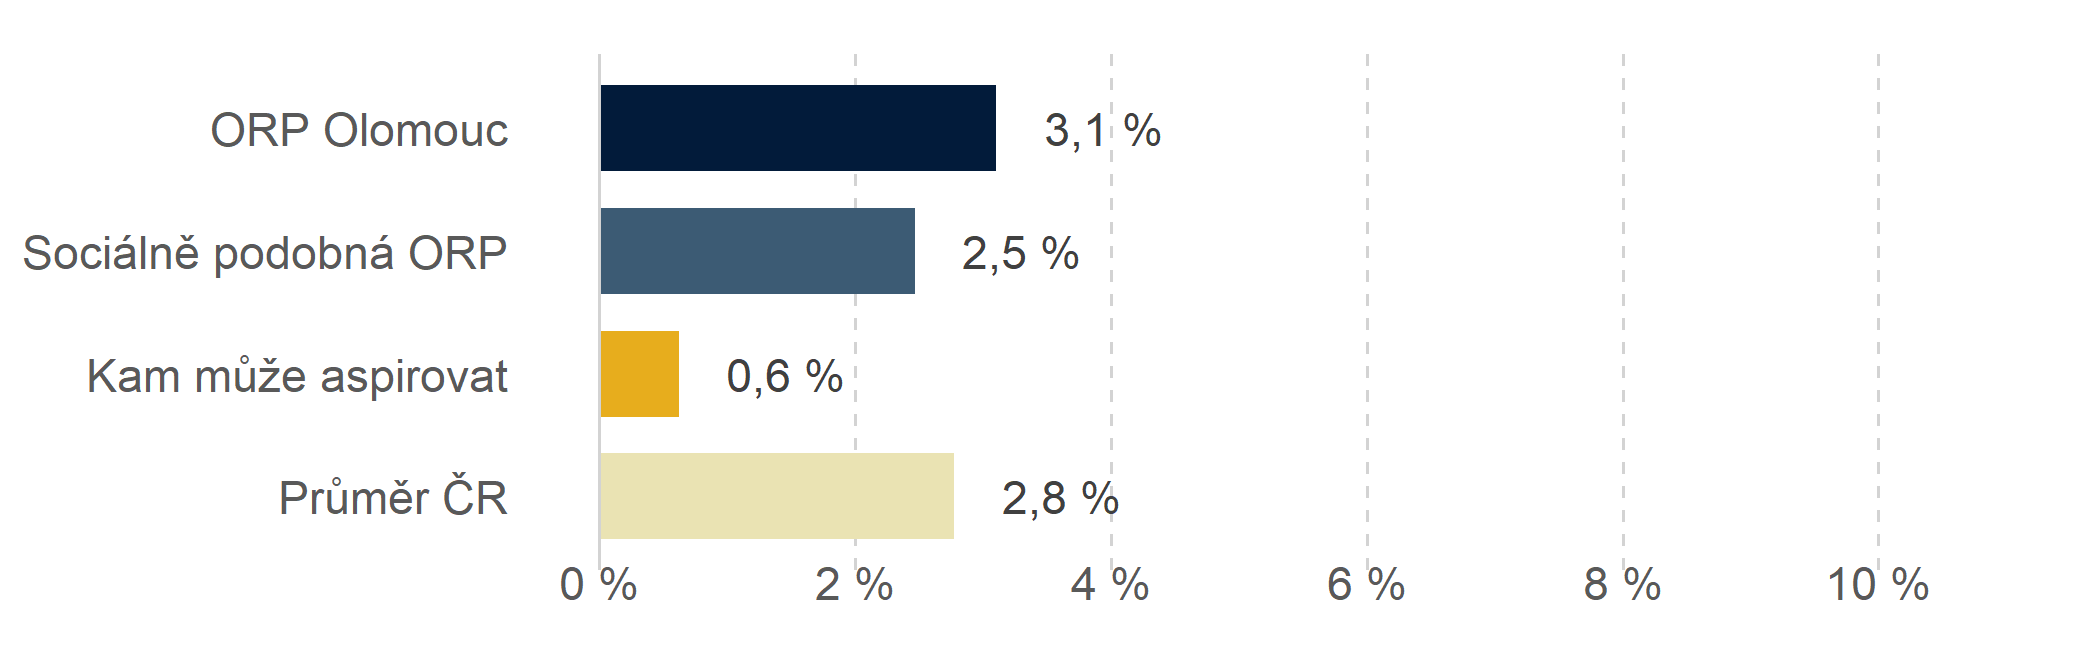 ORP Olomouc
3,1 %
Sociálně podobná ORP
2,5 %
Kam může aspirovat
0,6 %
Průměr ČR
2,8 %
0 % 2 % 4 % 6 % 8 % 10 %